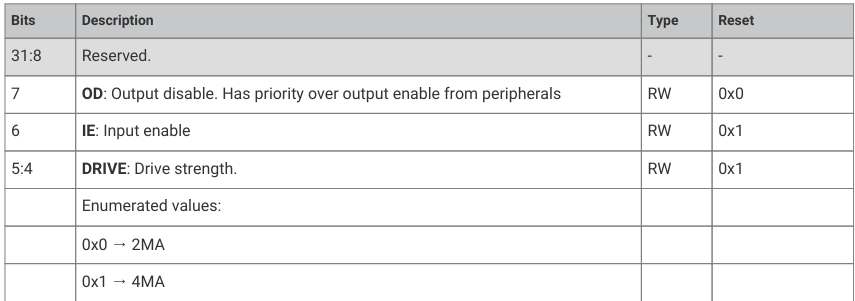 Bits Description Type Reset
31:8 Reserved. - -
7 OD: Output disable. Has priority over output enable from peripherals RW 0x0
6 IE: Input enable RW 0x1
5:4 DRIVE: Drive strength. RW 0x1
Enumerated values:
0x0 → 2MA
0x1 → 4MA